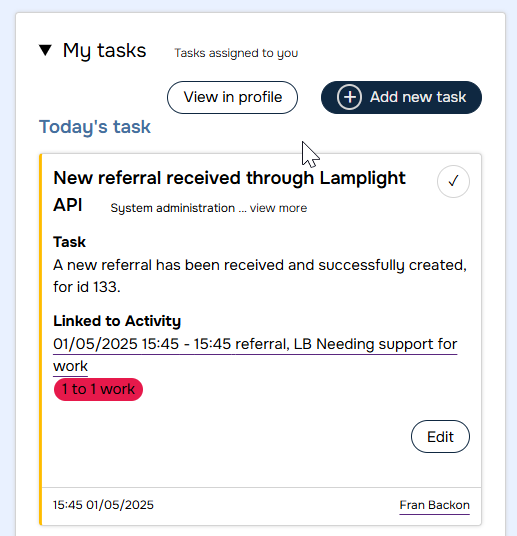 My tasks Tasks assigned to you
View in profile Add new task
Today's task
New referral received through Lamplight ✓
API System administration ... view more
Task
A new referral has been received and successfully created,
for id 133.
Linked to Activity
01/05/2025 15:45 - 15:45 referral, LB Needing support for
work
1 to 1 work
Edit
15:45 01/05/2025 Fran Backon